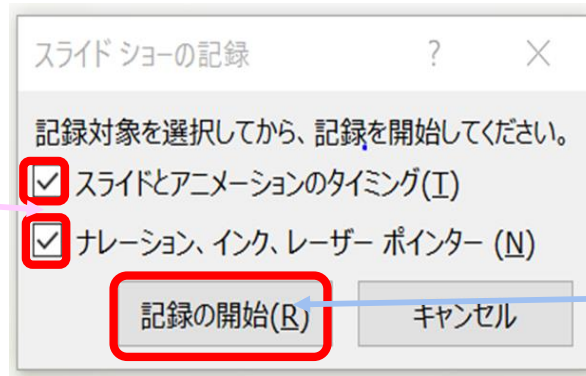 スライド ショーの記録 ? ×
記録対象を選択してから、記録を開始してください。
スライドとアニメーションのタイミング(T)
ナレーション、インク、レーザー ポインター (N)
記録の開始(R) キャンセル